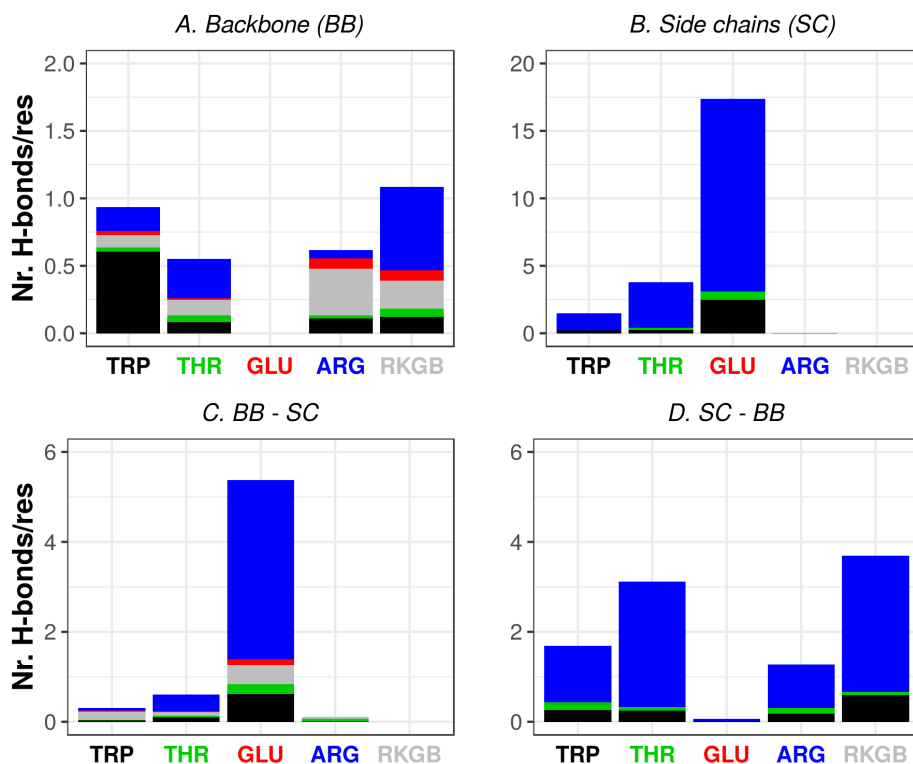 A. Backbone (BB)
B. Side chains (SC)
Nr. H-bonds/res
2.0
1.5
1.0
0.5
0.0
20
15
10
5
0
TRP THR GLU ARG RKGB
TRP THR GLU ARG RKGB
C. BB - SC
D. SC - BB
Nr. H-bonds/res
6
4
2
0
6
4
2
0
TRP THR GLU ARG RKGB
TRP THR GLU ARG RKGB